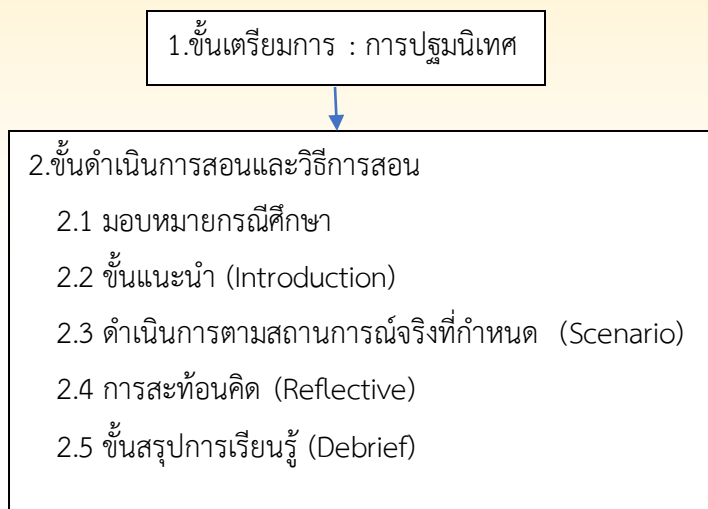 1.ขั้นเตรียมการ : การปฐมนิเทศ
2.ขั้นดำเนินการสอนและวิธีการสอน
2.1 มอบหมายกรณีศึกษา
2.2 ขั้นแนะนำ (Introduction)
2.3 ดำเนินการตามสถานการณ์จริงที่กำหนด (Scenario)
2.4 การสะท้อนคิด (Reflective)
2.5 ขั้นสรุปการเรียนรู้ (Debrief)